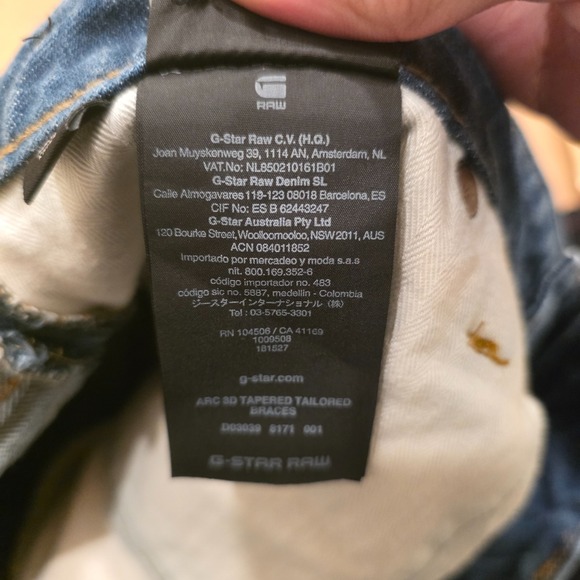 RAW
G-Star Raw C.V. (H.Q.)
Joan Muyskenweg 39, 1114 AN, Amsterdam, NL
VAT.No: NL850210161B01
G-Star Raw Denim SL
Calle Almogavares 119-123 08018 Barcelona, ES
CIF No: ES B 62443247
G-Star Australia Pty Ltd
120 Bourke Street,Woolloomooloo, NSW2011, AUS
ACN 084011852
Importado por mercadeo y moda s.a.s
nit. 800.169.352-6
código importador no. 483
código sic no. 5887, medellin - Colombia
ジースターインターナショナル(株)
Tel : 03-5765-3301
RN 104506 / CA 41169
1009508
181827
g-star.com
ARC 3D TAPERED TAILORED
BRACES
D03039 8171 001
G-STAR RAW